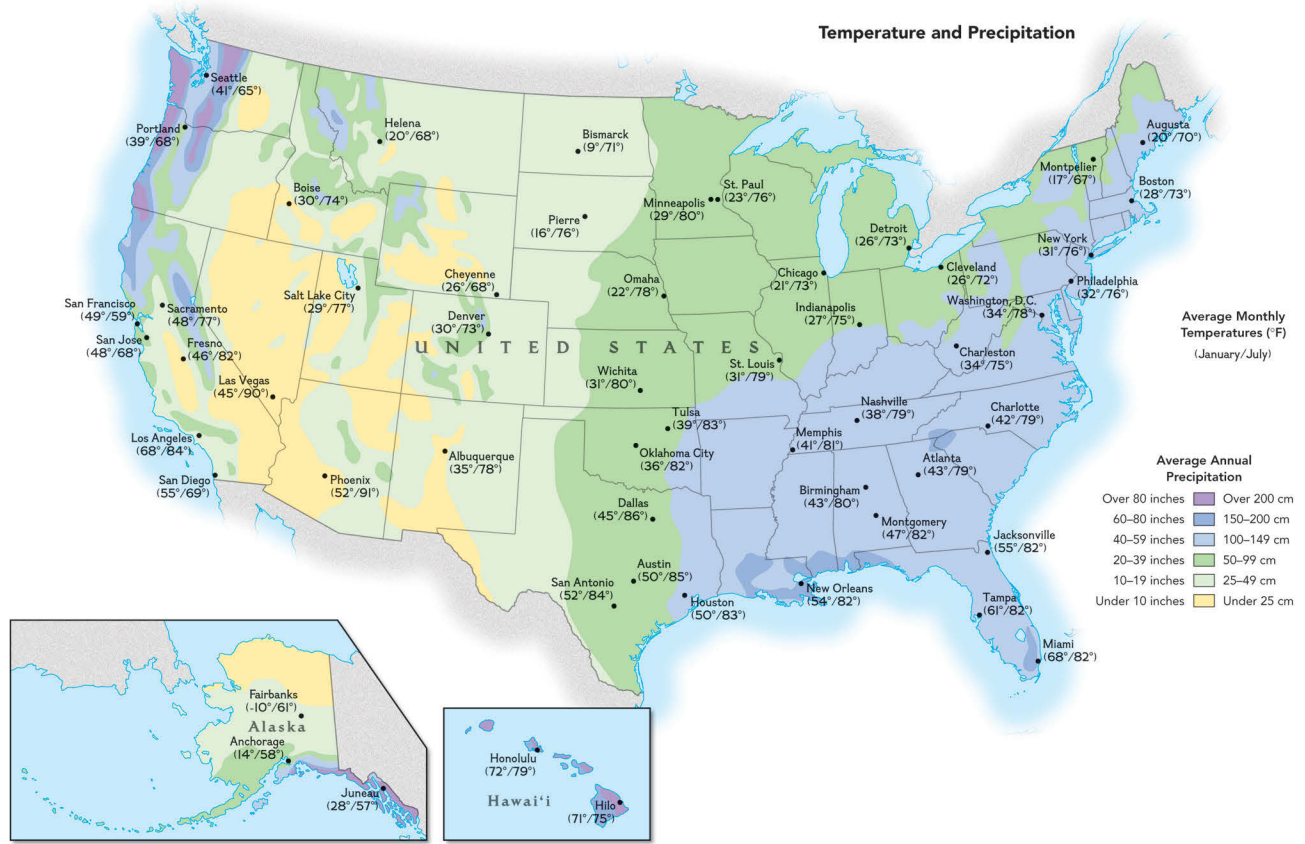 Temperature and Precipitation
Seattle
(41°/65°)
Portland
(39°/68°)
Helena
(20°/68°)
Bismarck
(9°/71°)
Boise
(30°/74°)
Pierre
(16°/76°)
St. Paul
(23°/76°)
Minneapolis
(29°/80°)
Augusta
(20°/70°)
Montpelier
(17°/67°)
Boston
(28°/73°)
Detroit
(26°/73°)
New York
(31°/76°)
Cheyenne
(26°/68°)
Salt Lake City
(29°/77°)
Omaha
(22°/78°)
Chicago
(21°/73°)
Cleveland
(26°/72°)
Philadelphia
(32°/76°)
San Francisco
(49°/59°)
Sacramento
(48°/77°)
Denver
(30°/73°)
Indianapolis
(27°/75°)
Washington, D.C.
(34°/78°)
San Jose
(48°/68°)
Fresno
(46°/82°)
UNITED STATES
Charleston
(34°/75°)
St. Louis
(31°/79°)
Wichita
(31°/80°)
Las Vegas
(45°/90°)
Tulsa
(39°/83°)
Nashville
(38°/79°)
Charlotte
(42°/79°)
Los Angeles
(68°/84°)
Albuquerque
(35°/78°)
Oklahoma City
(36°/82°)
Memphis
(41°/81°)
Atlanta
(43°/79°)
San Diego
(55°/69°)
Phoenix
(52°/91°)
Dallas
(45°/86°)
Birmingham
(43°/80°)
Montgomery
(47°/82°)
Jacksonville
(55°/82°)
Austin
(50°/85°)
San Antonio
(52°/84°)
Houston
(50°/83°)
New Orleans
(54°/82°)
Tampa
(61°/82°)
Miami
(68°/82°)
Average Monthly
Temperatures (°F)
(January/July)
Average Annual
Precipitation
Over 80 inches Over 200 cm
60–80 inches 150–200 cm
40–59 inches 100–149 cm
20–39 inches 50–99 cm
10–19 inches 25–49 cm
Under 10 inches Under 25 cm
Fairbanks
(-10°/61°)
Alaska
Anchorage
(14°/58°)
Juneau
(28°/57°)
Honolulu
(72°/79°)
Hawai‘i
Hilo
(71°/75°)